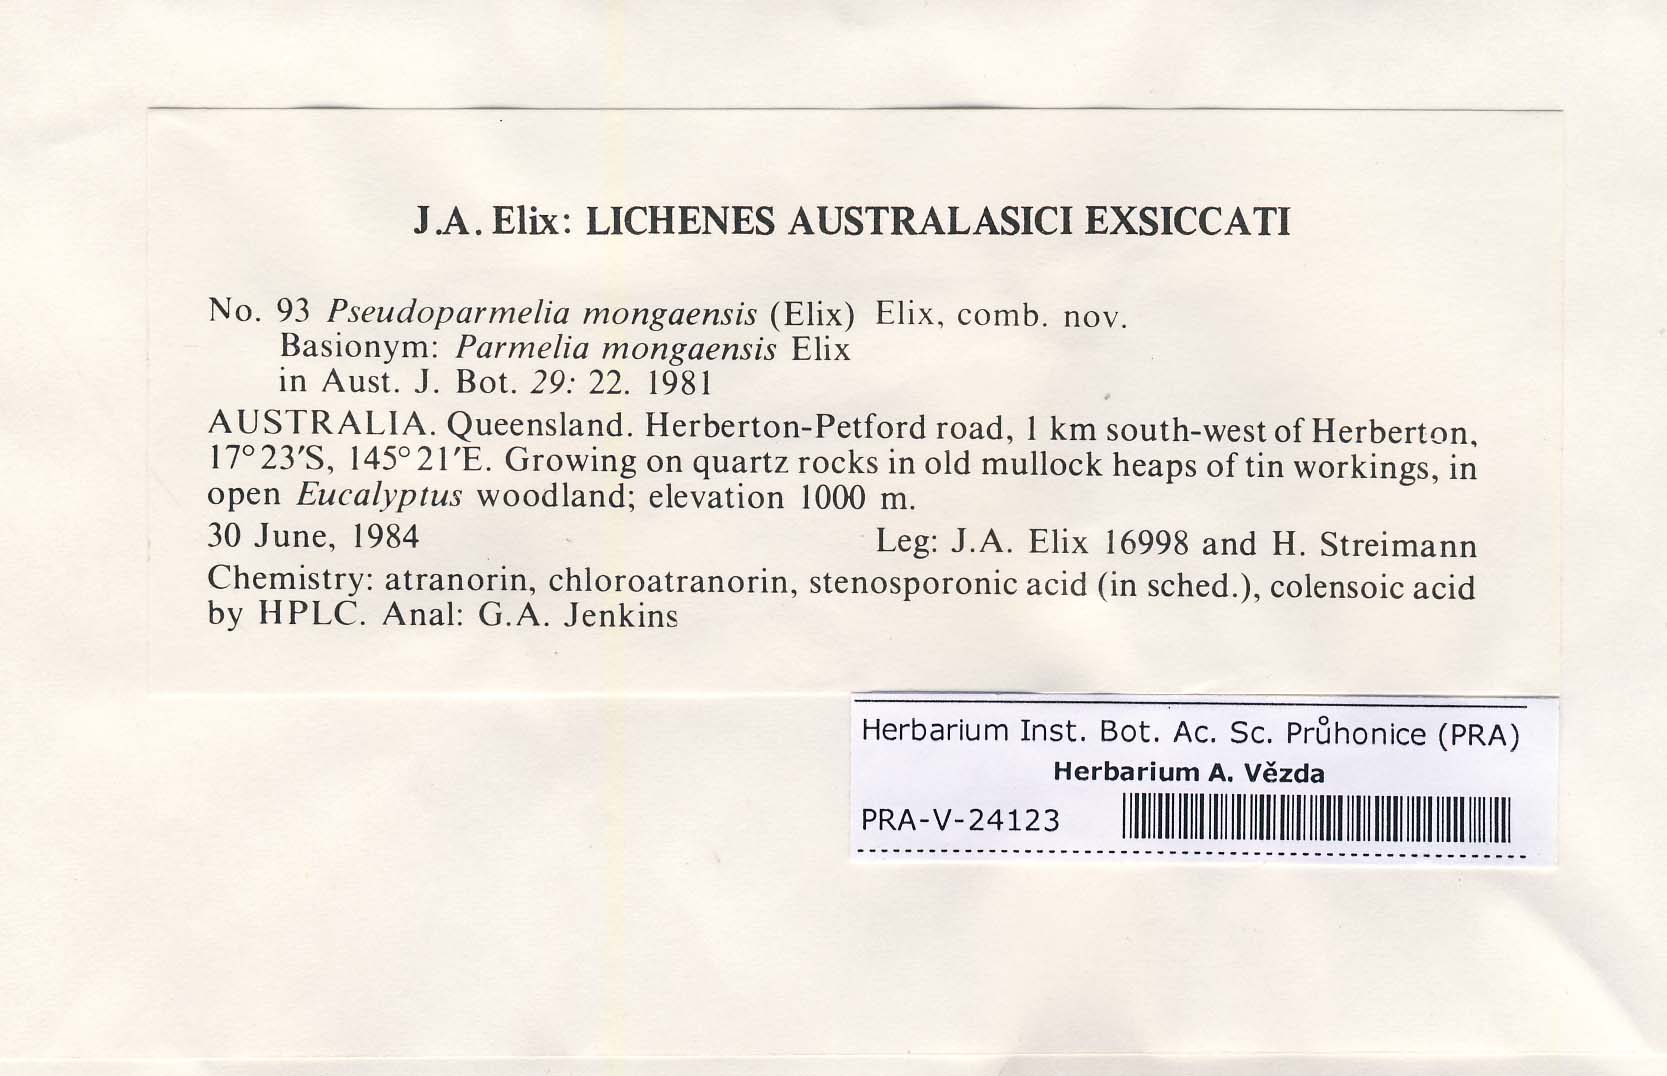 J.A. Elix: LICHENES AUSTRALASICI EXSICCATI
No. 93 Pseudoparmelia mongaensis (Elix) Elix, comb. nov.
Basionym: Parmelia mongaensis Elix
in Aust. J. Bot. 29: 22. 1981
AUSTRALIA. Queensland. Herberton-Petford road, 1 km south-west of Herberton,
17°23′S, 145°21′E. Growing on quartz rocks in old mullock heaps of tin workings, in
open Eucalyptus woodland; elevation 1000 m.
30 June, 1984 Leg: J.A. Elix 16998 and H. Streimann
Chemistry: atranorin, chloroatranorin, stenosporonic acid (in sched.), colensoic acid
by HPLC. Anal: G.A. Jenkins
Herbarium Inst. Bot. Ac. Sc. Průhonice (PRA)
Herbarium A. Vězda
PRA-V-24123